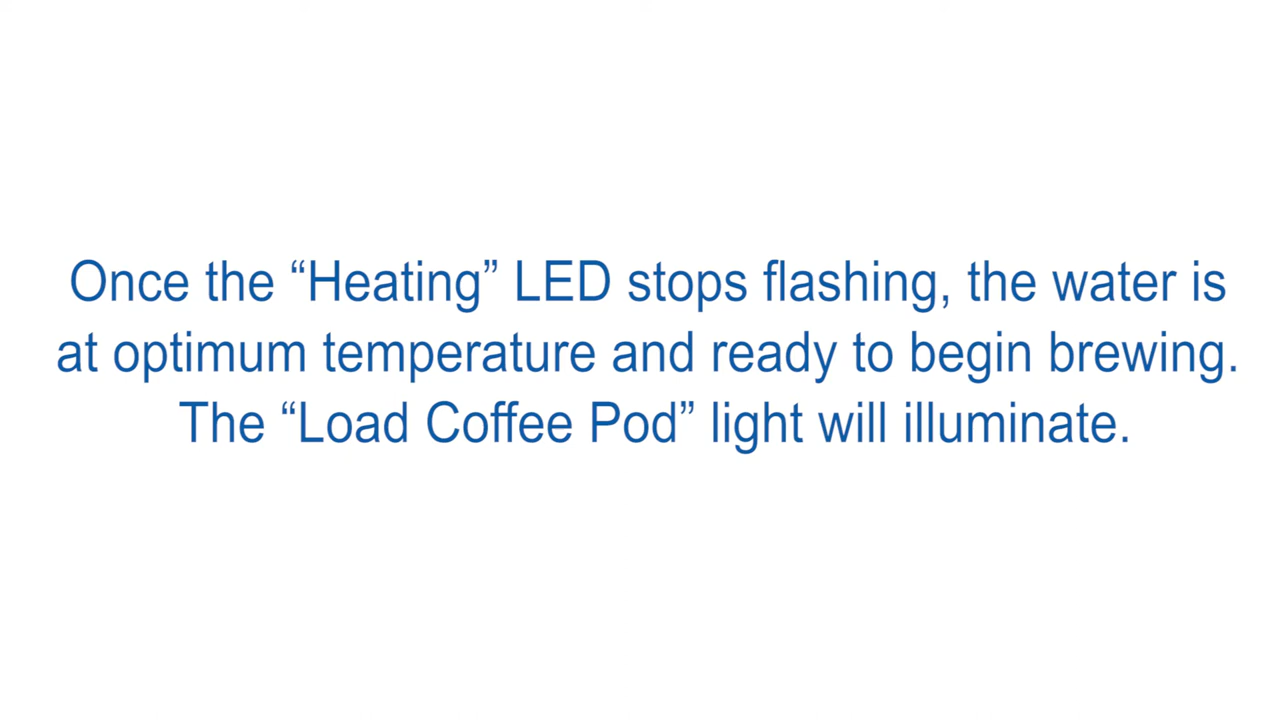 Once the “Heating” LED stops flashing, the water is
at optimum temperature and ready to begin brewing.
The “Load Coffee Pod” light will illuminate.